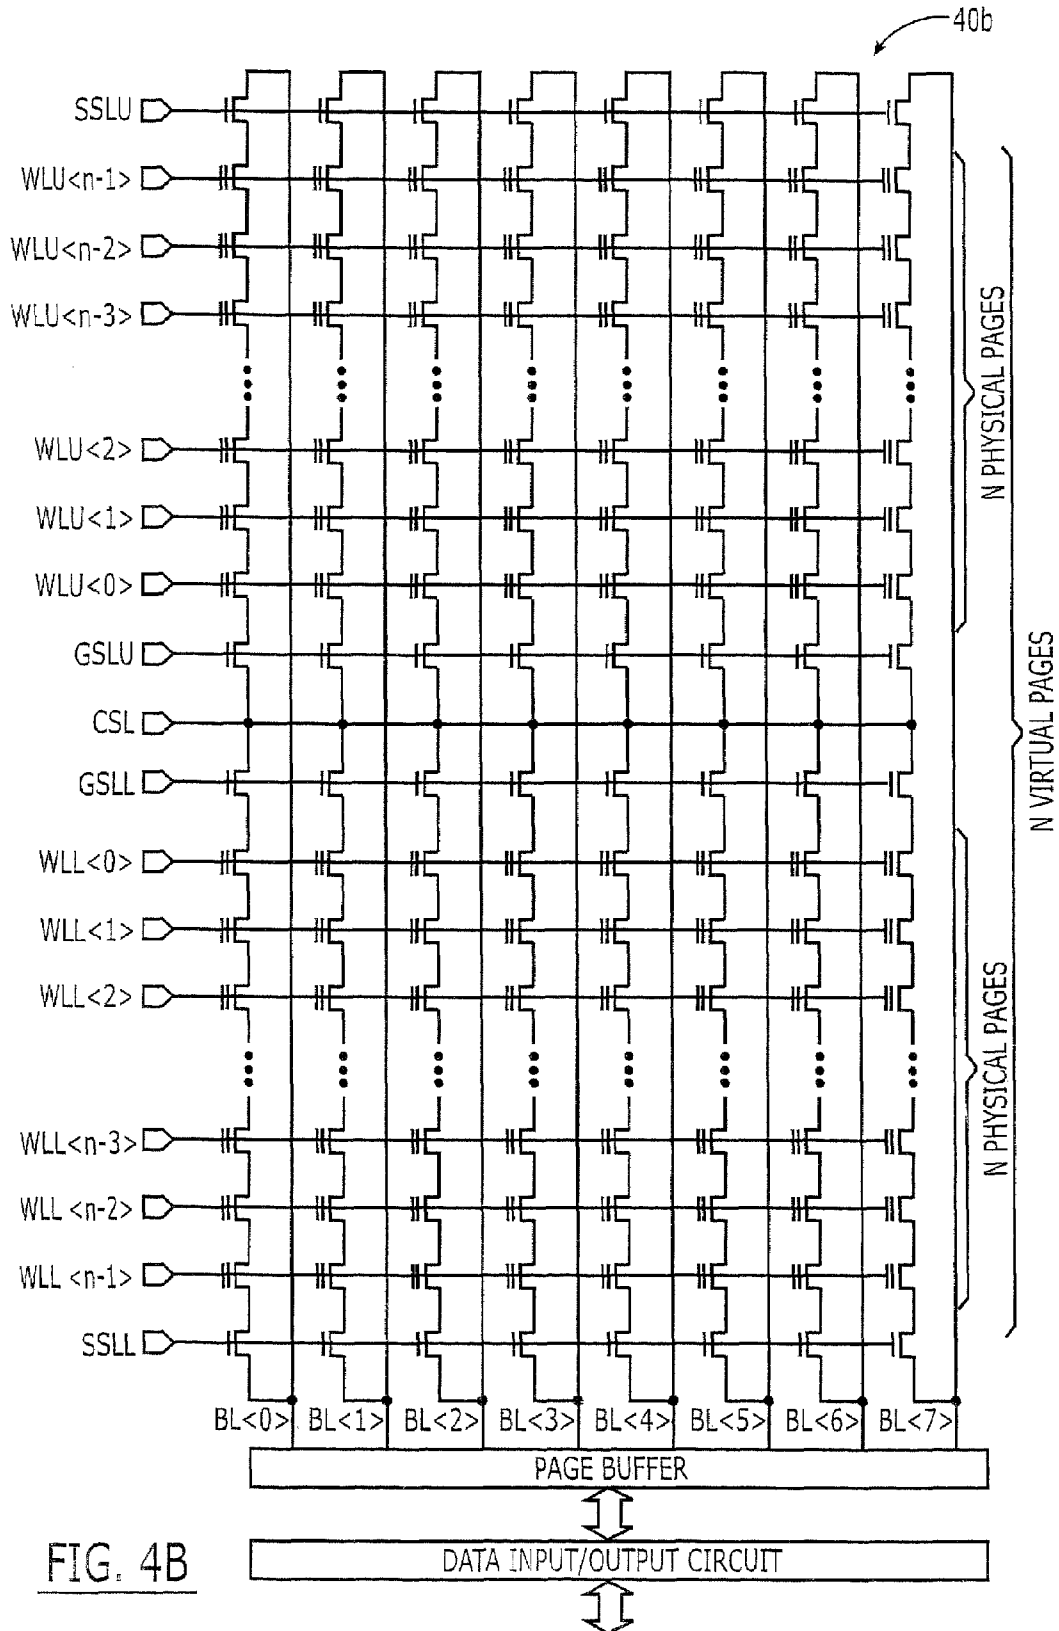 40b
SSLU
WLU<n-1>
WLU<n-2>
WLU<n-3>
WLU<2>
WLU<1>
WLU<0>
GSLU
CSL
GSLL
WLL<0>
WLL<1>
WLL<2>
WLL<n-3>
WLL <n-2>
WLL <n-1>
SSLL
N PHYSICAL PAGES
N PHYSICAL PAGES
N VIRTUAL PAGES
BL<0> BL<1> BL<2> BL<3> BL<4> BL<5> BL<6> BL<7>
PAGE BUFFER
DATA INPUT/OUTPUT CIRCUIT
FIG. 4B